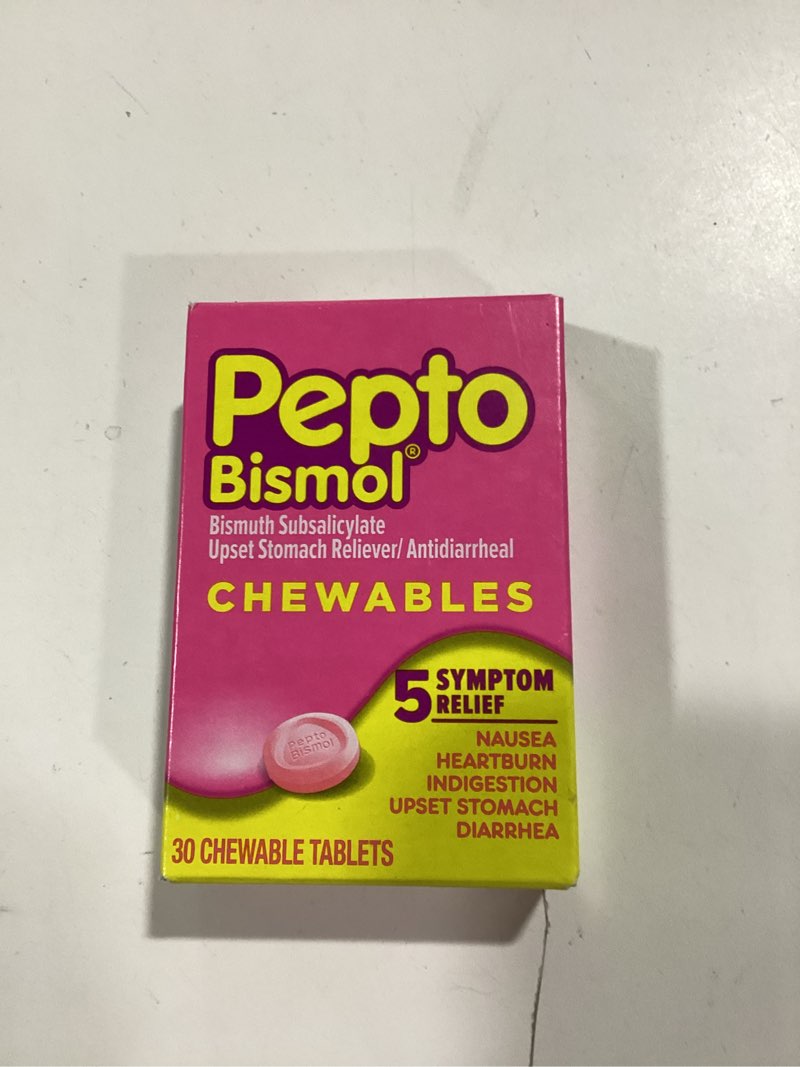 Pepto
Bismol®
Bismuth Subsalicylate
Upset Stomach Reliever/ Antidiarrheal
CHEWABLES
5 SYMPTOM
RELIEF
NAUSEA
HEARTBURN
INDIGESTION
UPSET STOMACH
DIARRHEA
Pepto
Bismol
30 CHEWABLE TABLETS